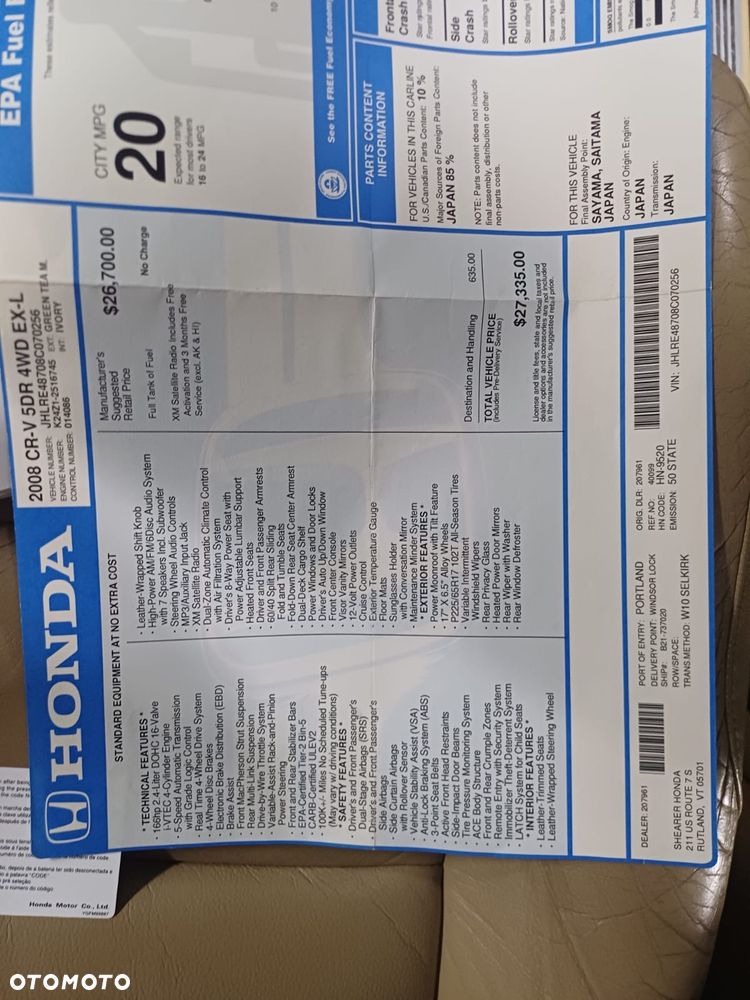 HONDA
2008 CR-V 5DR 4WD EX-L
VEHICLE NUMBER: JHLRE48708C070256
ENGINE NUMBER: K24Z1-2516745 EXT: GREEN TEA M.
CONTROL NUMBER: 014086 INT: IVORY
STANDARD EQUIPMENT AT NO EXTRA COST
* TECHNICAL FEATURES *
· 166hp 2.4-Liter, DOHC 16-Valve
i-VTEC 4-Cylinder Engine
· 5-Speed Automatic Transmission
with Grade Logic Control
· Real Time 4-Wheel Drive System
· 4-Wheel Disc Brakes
· Electronic Brake Distribution (EBD)
· Brake Assist
· Front MacPherson Strut Suspension
· Rear Multi-Link Suspension
· Drive-by-Wire Throttle System
· Variable-Assist Rack-and-Pinion
Power Steering
· Front and Rear Stabilizer Bars
· EPA-Certified Tier-2 Bin-5
· CARB-Certified ULEV2
· 100K+/- Miles No Scheduled Tune-ups
(May vary w/ driving conditions)
* SAFETY FEATURES *
· Driver's and Front Passenger's
Dual-Stage Airbags (SRS)
· Driver's and Front Passenger's
Side Airbags
· Side Curtain Airbags
with Rollover Sensor
· Vehicle Stability Assist (VSA)
· Anti-Lock Braking System (ABS)
· 3-Point Seat Belts
· Active Front Head Restraints
· Side-Impact Door Beams
· Tire Pressure Monitoring System
· ACE Body Structure
· Front and Rear Crumple Zones
· Remote Entry with Security System
· Immobilizer Theft-Deterrent System
· LATCH System for Child Seats
* INTERIOR FEATURES *
· Leather-Trimmed Seats
· Leather-Wrapped Steering Wheel
· Leather-Wrapped Shift Knob
· High-Power AM/FM/6Disc Audio System
with 7 Speakers Incl. Subwoofer
· Steering Wheel Audio Controls
· MP3/Auxiliary Input Jack
· XM Satellite Radio
· Dual-Zone Automatic Climate Control
with Air Filtration System
· Driver's 8-Way Power Seat with
Power Adjustable Lumbar Support
· Heated Front Seats
· Driver and Front Passenger Armrests
· 60/40 Split Rear Sliding
Fold and Tumble Seats
· Fold-Down Rear Seat Center Armrest
· Dual-Deck Cargo Shelf
· Power Windows and Door Locks
· Driver's Auto Up/Down Window
· Front Center Console
· Visor Vanity Mirrors
· 12-Volt Power Outlets
· Cruise Control
· Exterior Temperature Gauge
· Floor Mats
· Sunglasses Holder
with Conversation Mirror
· Maintenance Minder System
* EXTERIOR FEATURES *
· Power Moonroof with Tilt Feature
· 17" X 6.5" Alloy Wheels
· P225/65R17 102T All-Season Tires
· Variable Intermittent
Windshield Wipers
· Rear Privacy Glass
· Heated Power Door Mirrors
· Rear Wiper with Washer
· Rear Window Defroster
Manufacturer's
Suggested
Retail Price $26,700.00
Full Tank of Fuel No Charge
XM Satellite Radio Includes Free
Activation and 3 Months Free
Service (excl. AK & HI)
Destination and Handling 635.00
TOTAL VEHICLE PRICE $27,335.00
(Includes Pre-Delivery Service)
License and title fees, state and local taxes and
dealer options and accessories are not included
in the manufacturer's suggested retail price.
EPA Fuel
These estimates
CITY MPG
20
Expected range
for most drivers
16 to 24 MPG
10
See the FREE Fuel Economy
PARTS CONTENT
INFORMATION
FOR VEHICLES IN THIS CARLINE
U.S./Canadian Parts Content: 10 %
Major Sources of Foreign Parts Content:
JAPAN 85 %
NOTE: Parts content does not include
final assembly, distribution or other
non-parts costs.
FOR THIS VEHICLE
Final Assembly Point:
SAYAMA, SAITAMA
JAPAN
Country of Origin: Engine:
JAPAN
Transmission:
JAPAN
Crash
Star ratings
Side
Crash
Star ratings
Rollover
Star ratings
DEALER: 207961
SHEARER HONDA
211 US ROUTE 7 S
RUTLAND, VT 05701
PORT OF ENTRY: PORTLAND
DELIVERY POINT: WINDSOR LOCK
SHIP#: B21-737020
ROW/SPACE:
TRANS METHOD: W10 SELKIRK
ORIG. DLR: 207961
REF NO: 40099
HN CODE: HN-9520
EMISSION: 50 STATE
VIN: JHLRE48708C070256
Honda Motor Co., Ltd.
OTOMOTO